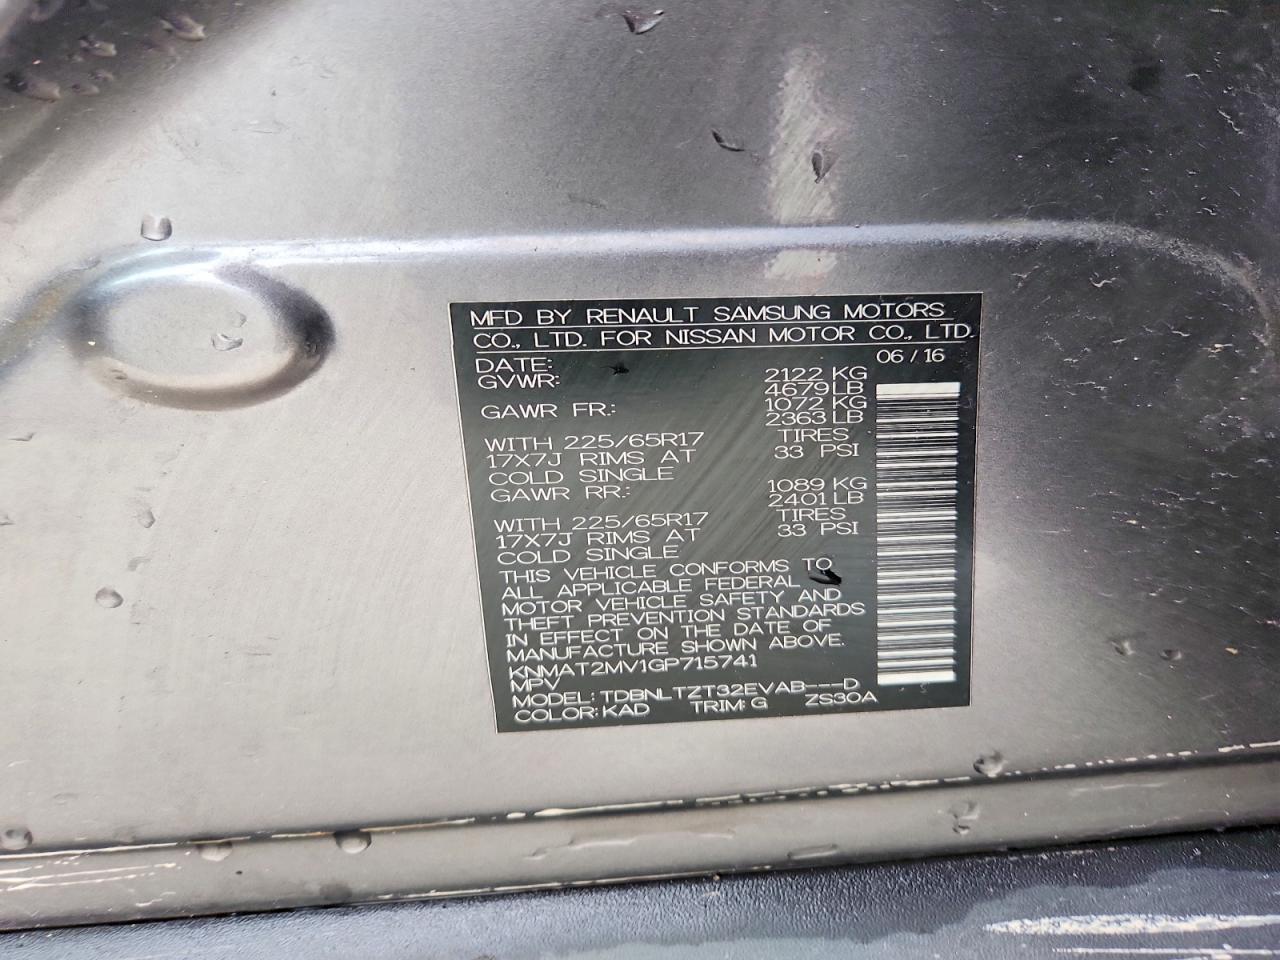 MFD BY RENAULT SAMSUNG MOTORS
CO., LTD. FOR NISSAN MOTOR CO., LTD.
DATE: 06 / 16
GVWR: 2122 KG
4679 LB
GAWR FR.: 1072 KG
2363 LB
WITH 225/65R17 TIRES
17X7J RIMS AT 33 PSI
COLD SINGLE
GAWR RR.: 1089 KG
2401 LB
WITH 225/65R17 TIRES
17X7J RIMS AT 33 PSI
COLD SINGLE
THIS VEHICLE CONFORMS TO
ALL APPLICABLE FEDERAL
MOTOR VEHICLE SAFETY AND
THEFT PREVENTION STANDARDS
IN EFFECT ON THE DATE OF
MANUFACTURE SHOWN ABOVE.
KNMAT2MV1GP715741
MPV
MODEL: TDBNLTZT32EVAB---D
COLOR: KAD TRIM: G ZS30A